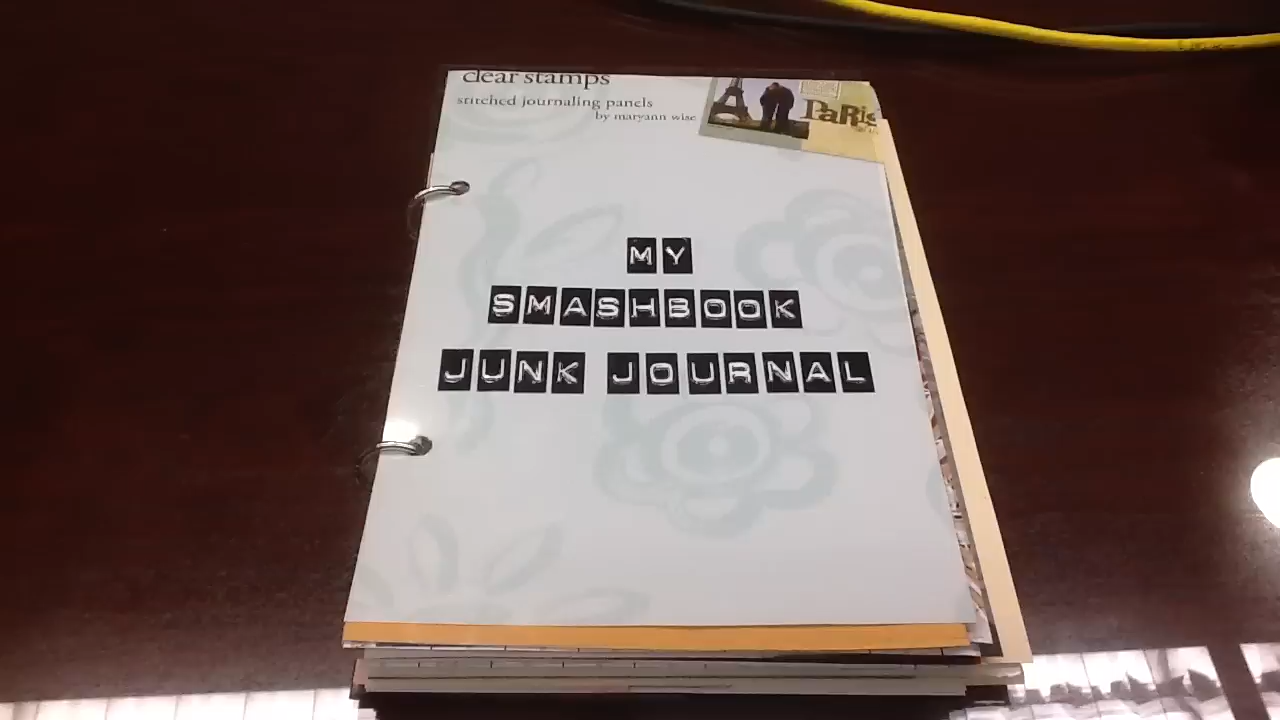 clear stamps
stitched journaling panels
by maryann wise
PaRis
MY
SMASHBOOK
JUNK JOURNAL